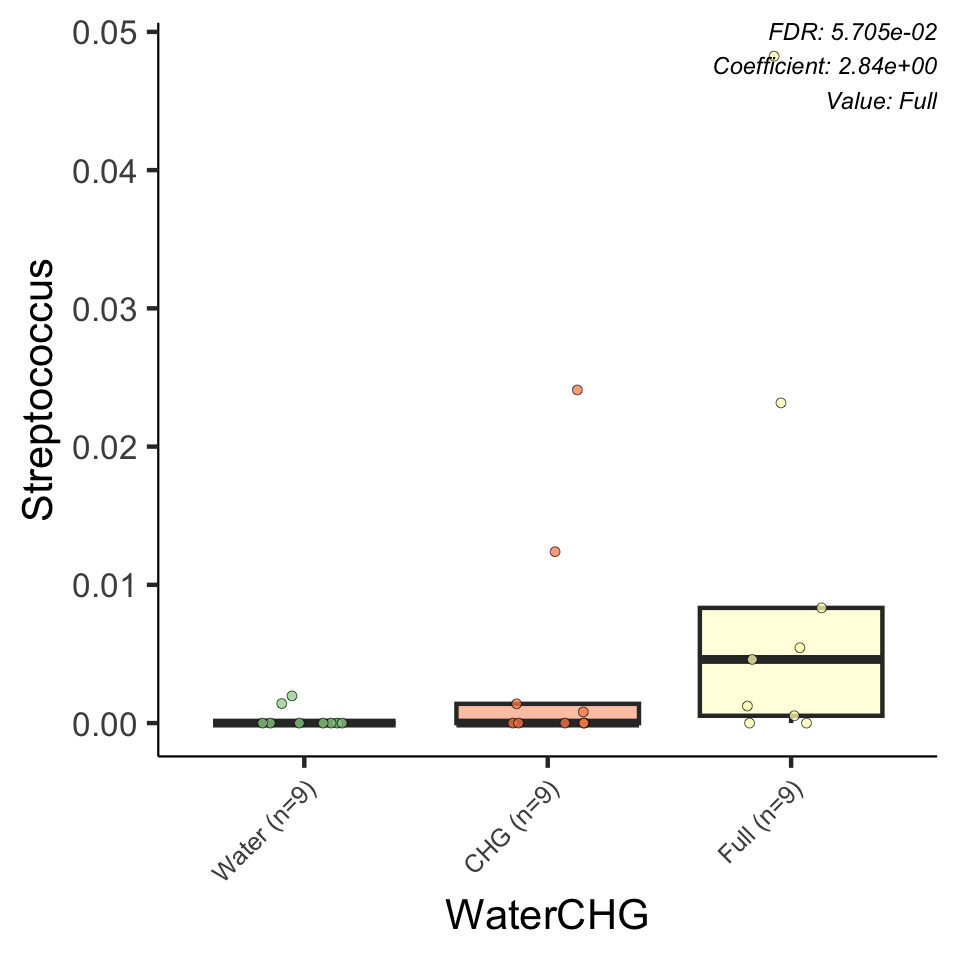 FDR: 5.705e-02
Coefficient: 2.84e+00
Value: Full
0.05
0.04
0.03
0.02
0.01
0.00
Streptococcus
Water (n=9)
CHG (n=9)
Full (n=9)
WaterCHG